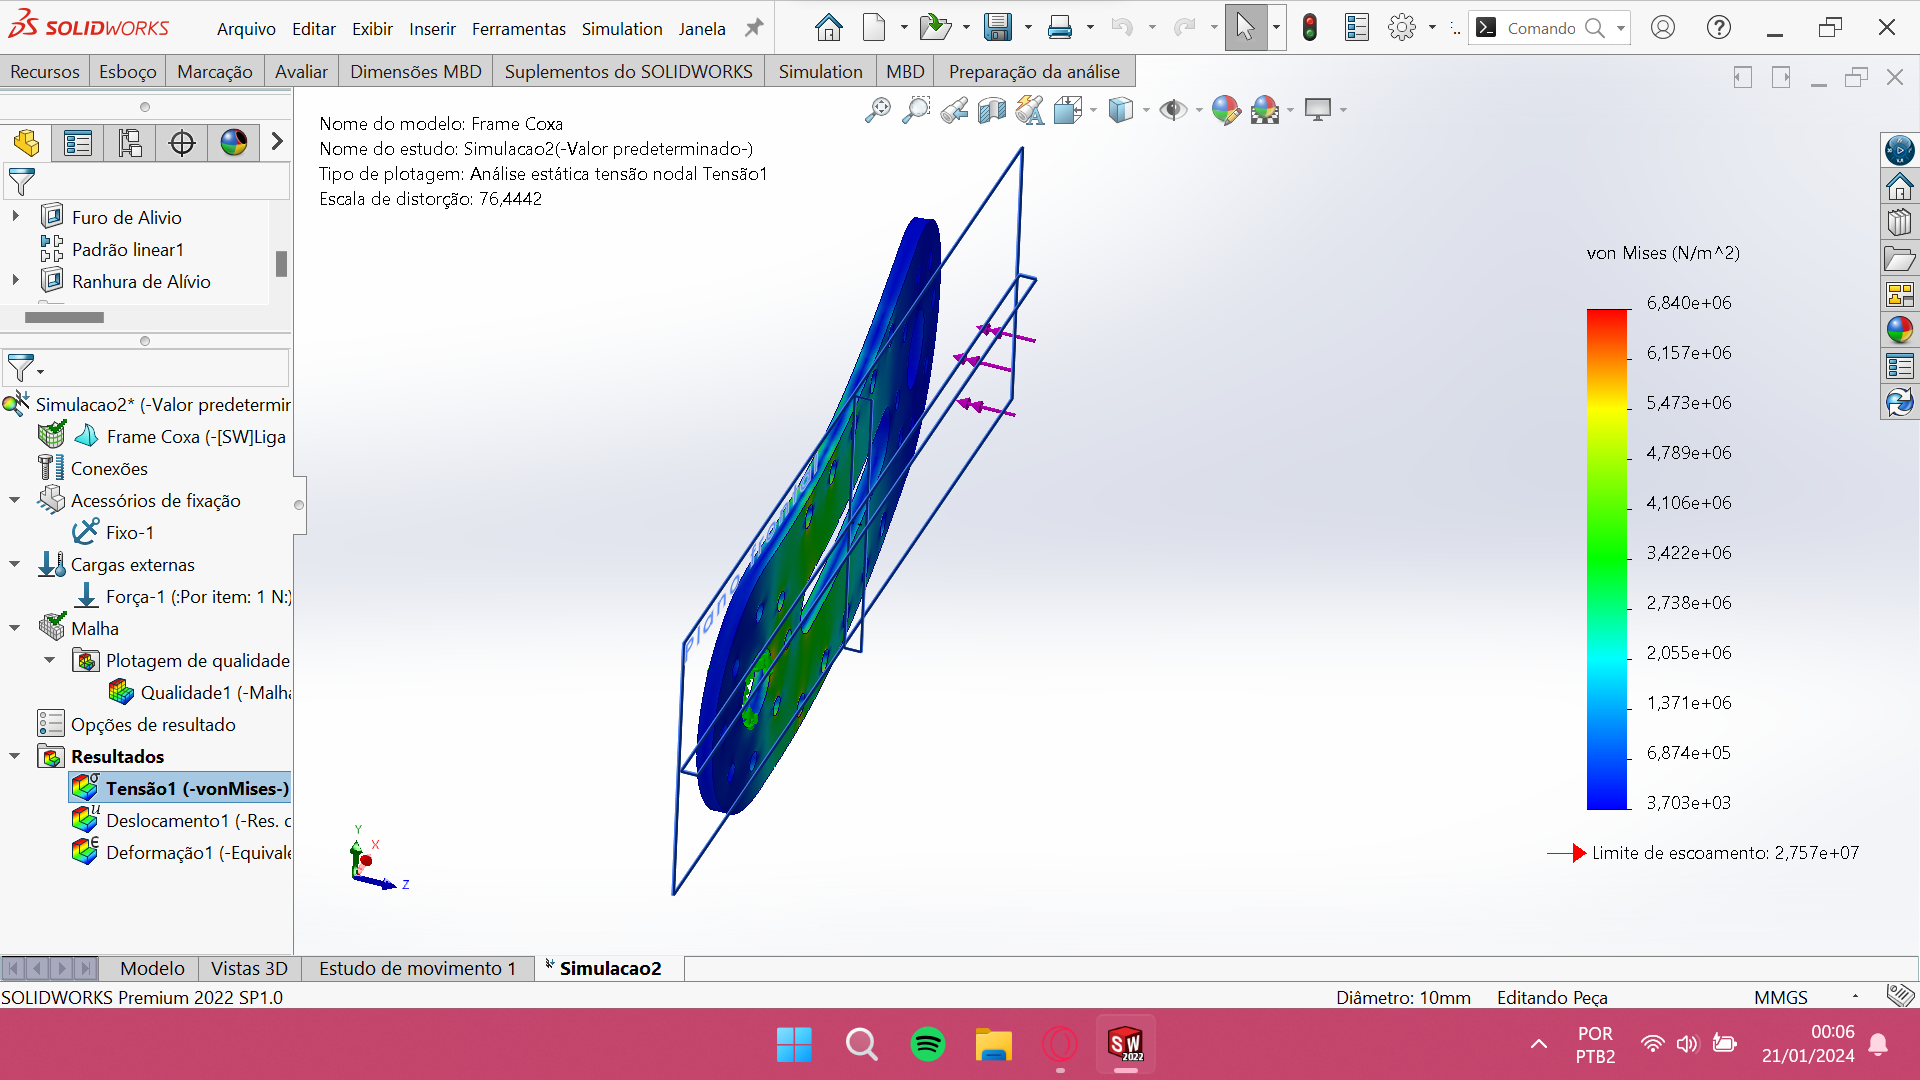 SOLIDWORKS
Arquivo Editar Exibir Inserir Ferramentas Simulation Janela
Comando
Recursos Esboço Marcação Avaliar Dimensões MBD Suplementos do SOLIDWORKS Simulation MBD Preparação da análise
Nome do modelo: Frame Coxa
Nome do estudo: Simulacao2(-Valor predeterminado-)
Tipo de plotagem: Análise estática tensão nodal Tensão1
Escala de distorção: 76,4442
Furo de Alivio
Padrão linear1
Ranhura de Alívio
Simulacao2* (-Valor predetermin
Frame Coxa (-[SW]Liga
Conexões
Acessórios de fixação
Fixo-1
Cargas externas
Força-1 (:Por item: 1 N:)
Malha
Plotagem de qualidade
Qualidade1 (-Malha
Opções de resultado
Resultados
Tensão1 (-vonMises-)
Deslocamento1 (-Res. d
Deformação1 (-Equivale
Plano frontal
von Mises (N/m^2)
6,840e+06
6,157e+06
5,473e+06
4,789e+06
4,106e+06
3,422e+06
2,738e+06
2,055e+06
1,371e+06
6,874e+05
3,703e+03
Limite de escoamento: 2,757e+07
Y
X
Z
Modelo Vistas 3D Estudo de movimento 1 Simulacao2
SOLIDWORKS Premium 2022 SP1.0
Diâmetro: 10mm Editando Peça MMGS
SW
2022
POR
PTB2
00:06
21/01/2024